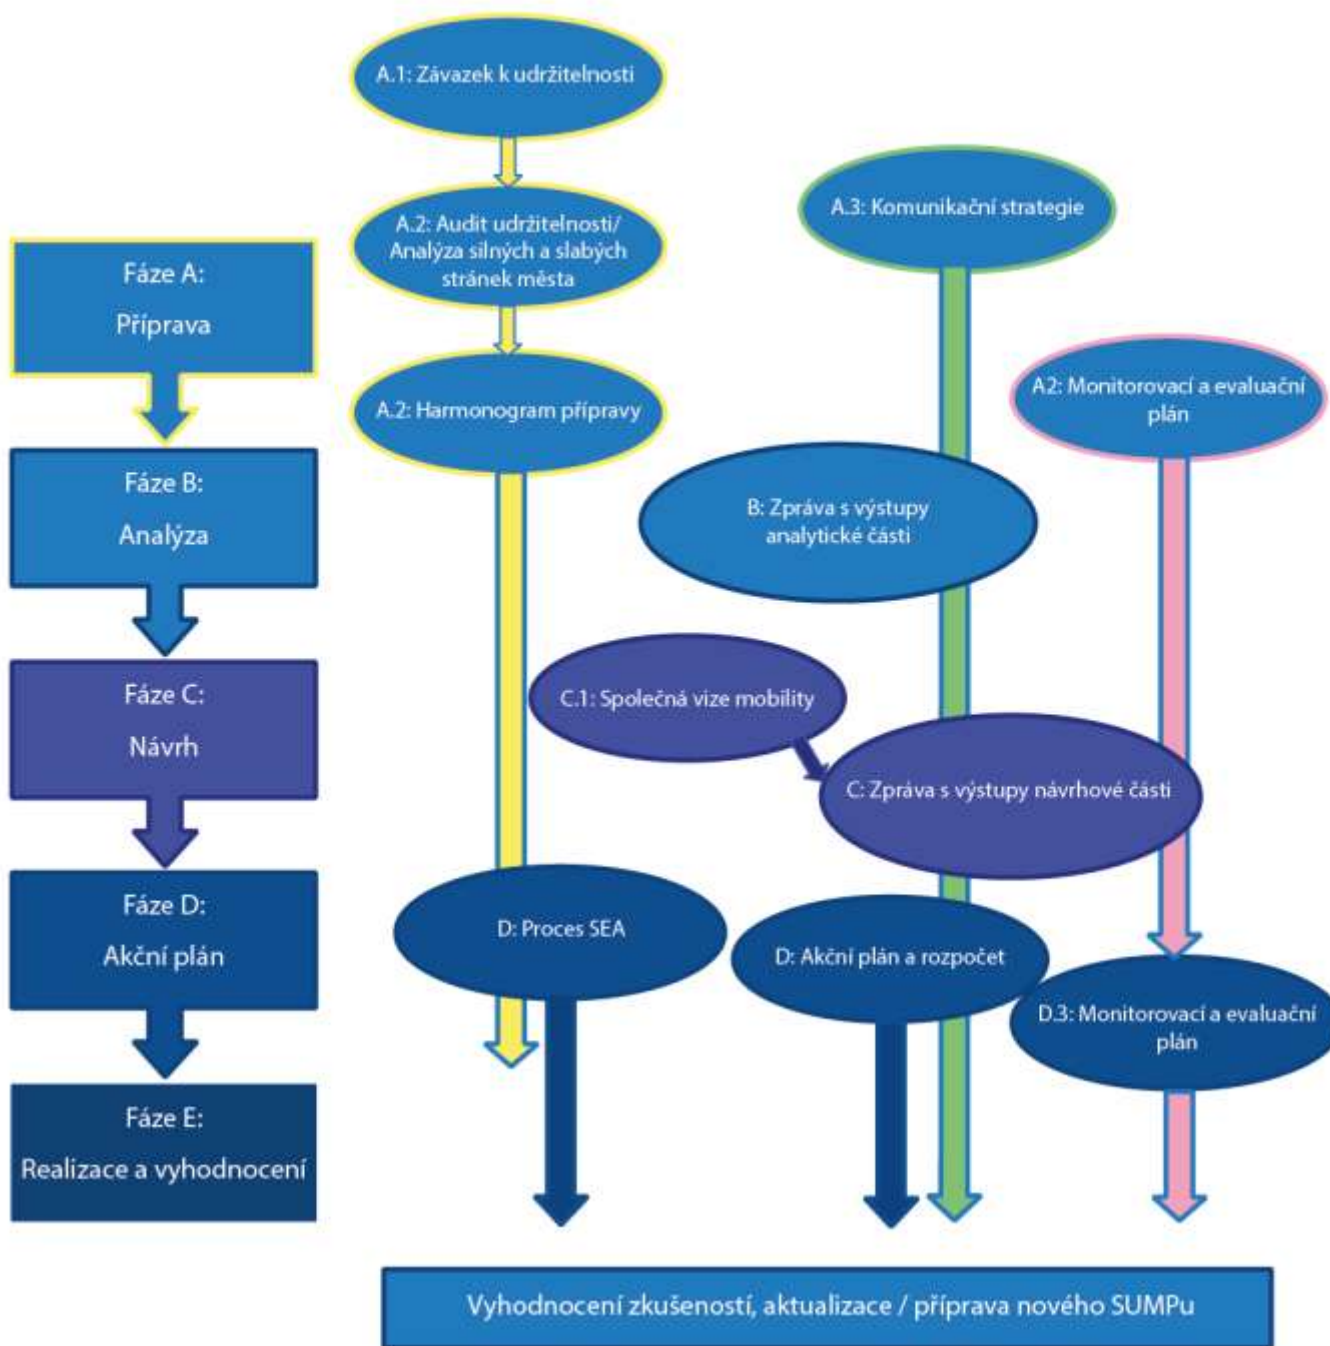 A.1: Závazek k udržitelnosti
A.2: Audit udržitelnosti/
Analýza silných a slabých
stránek města
A.2: Harmonogram přípravy
A.3: Komunikační strategie
A2: Monitorovací a evaluační
plán
Fáze A:
Příprava
Fáze B:
Analýza
B: Zpráva s výstupy
analytické části
Fáze C:
Návrh
C.1: Společná vize mobility
C: Zpráva s výstupy návrhové části
Fáze D:
Akční plán
D: Proces SEA
D: Akční plán a rozpočet
D.3: Monitorovací a evaluační
plán
Fáze E:
Realizace a vyhodnocení
Vyhodnocení zkušeností, aktualizace / příprava nového SUMPu